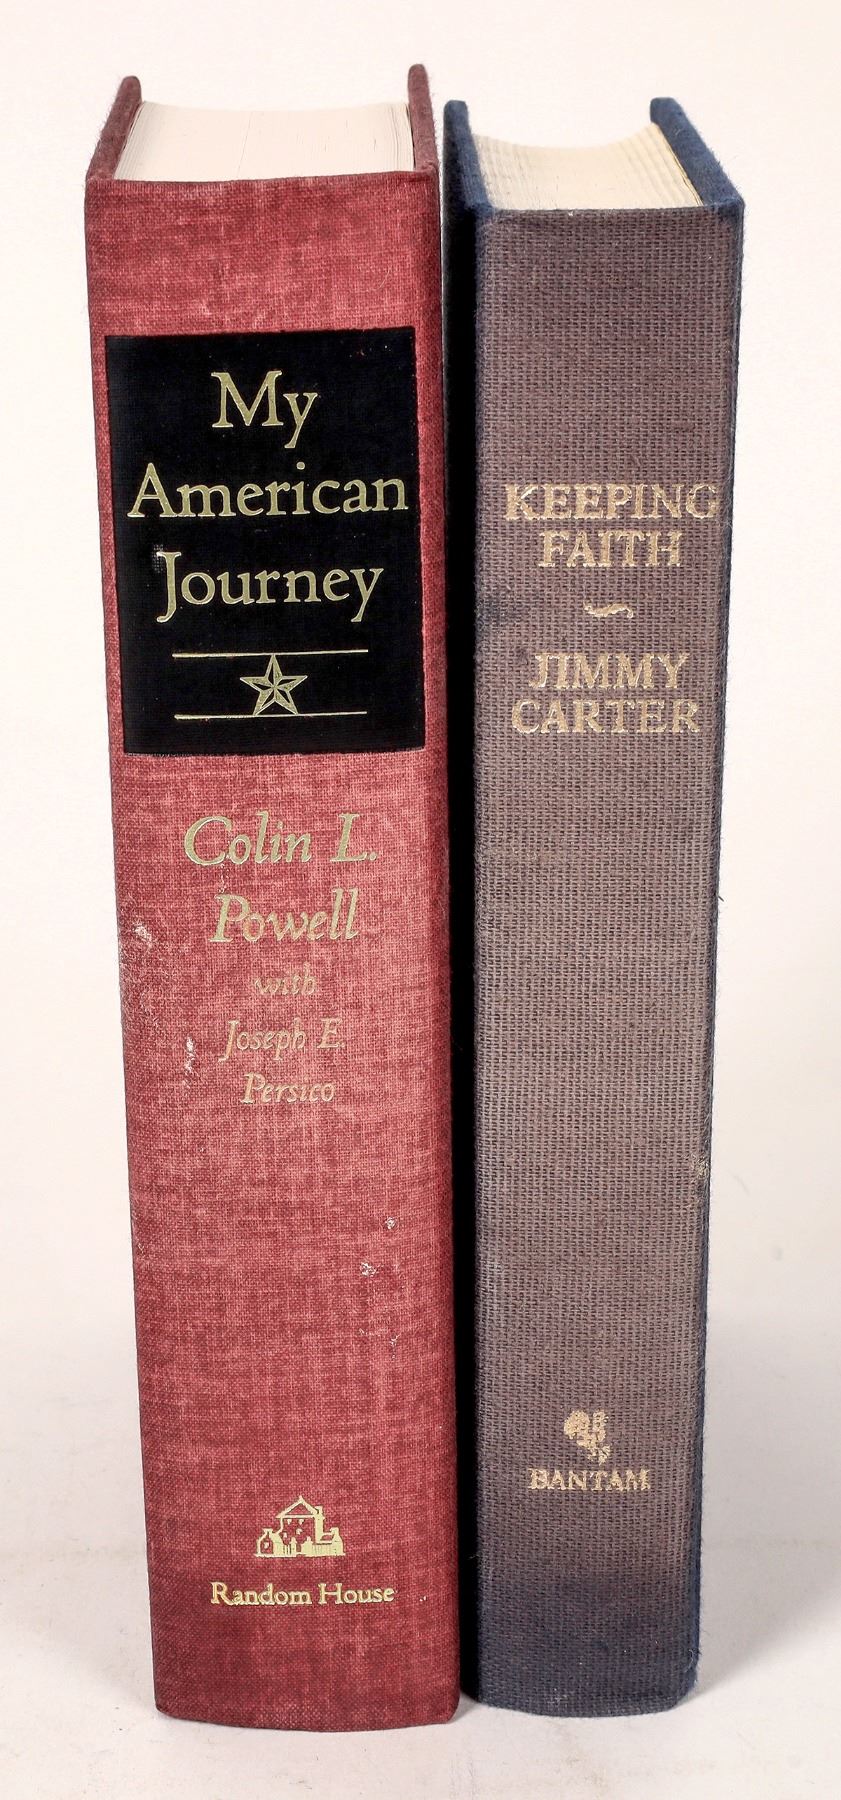 My
American
Journey
Colin L.
Powell
with
Joseph E.
Persico
Random House
KEEPING
FAITH
JIMMY
CARTER
BANTAM